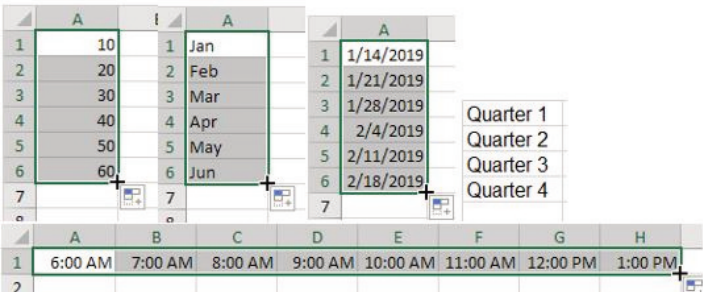 A
1 10
2 20
3 30
4 40
5 50
6 60
7
A
1 Jan
2 Feb
3 Mar
4 Apr
5 May
6 Jun
7
A
1 1/14/2019
2 1/21/2019
3 1/28/2019
4 2/4/2019
5 2/11/2019
6 2/18/2019
7
Quarter 1
Quarter 2
Quarter 3
Quarter 4
A B C D E F G H
1 6:00 AM 7:00 AM 8:00 AM 9:00 AM 10:00 AM 11:00 AM 12:00 PM 1:00 PM
2